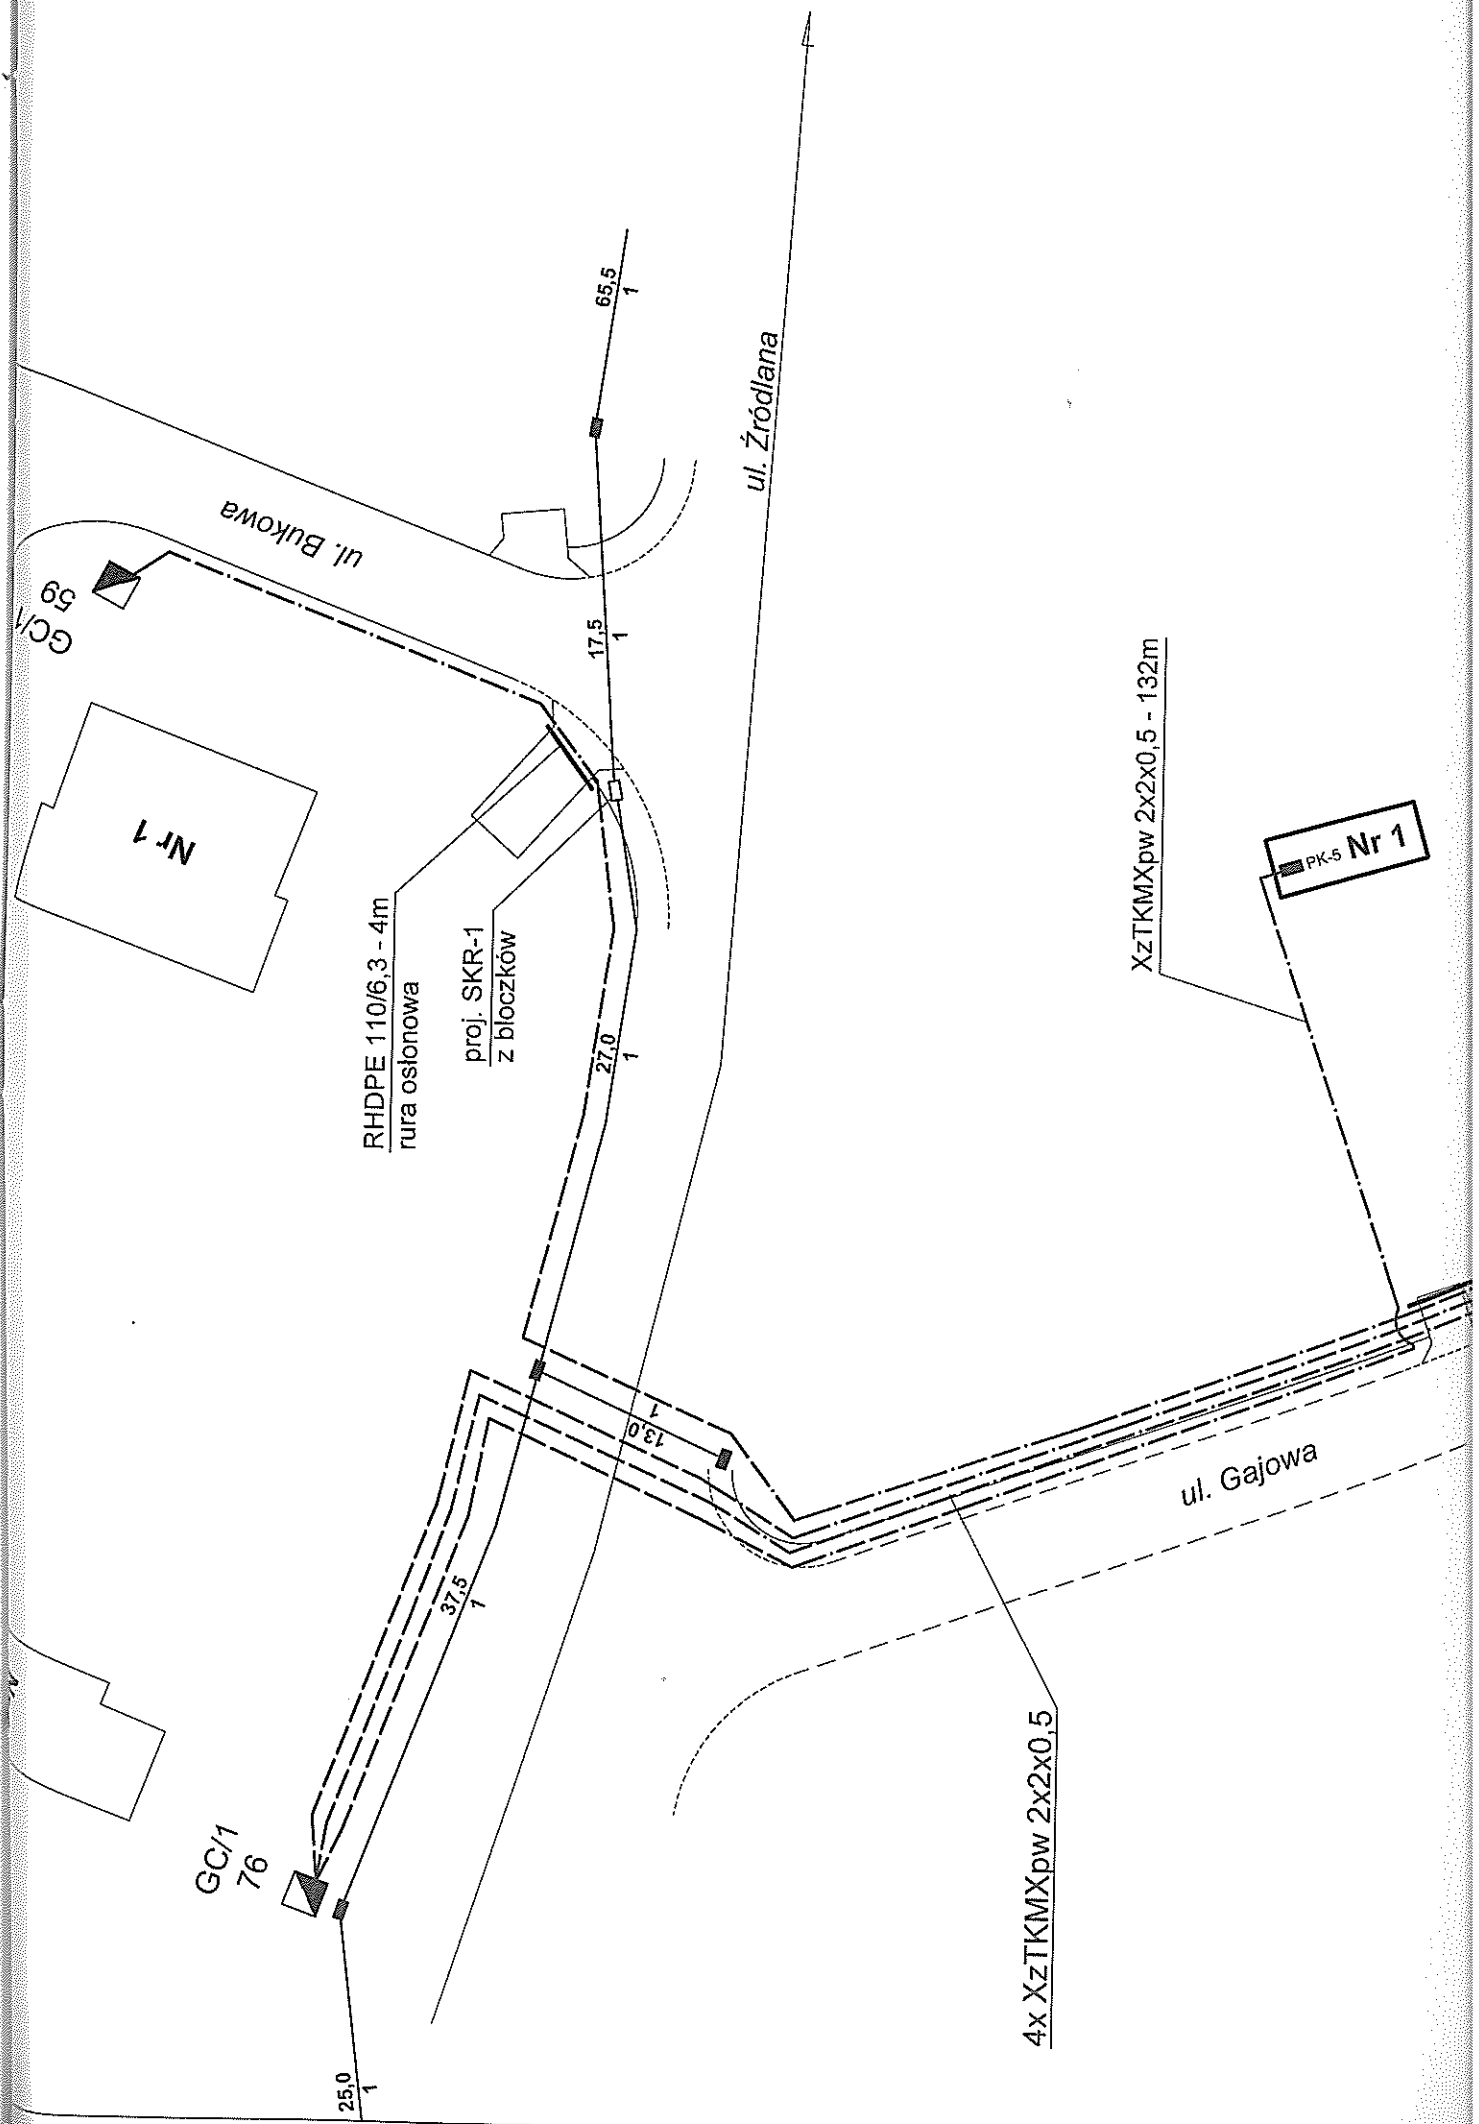 GC/1
59
ul. Bukowa
Nr 1
65,5
1
ul. Źródlana
17,5
1
RHDPE 110/6,3 - 4m
rura osłonowa
proj. SKR-1
z bloczków
27,0
1
XzTKMXpw 2x2x0,5 - 132m
PK-5 Nr 1
13,0
1
37,5
1
ul. Gajowa
GC/1
76
4x XzTKMXpw 2x2x0,5
25,0
1